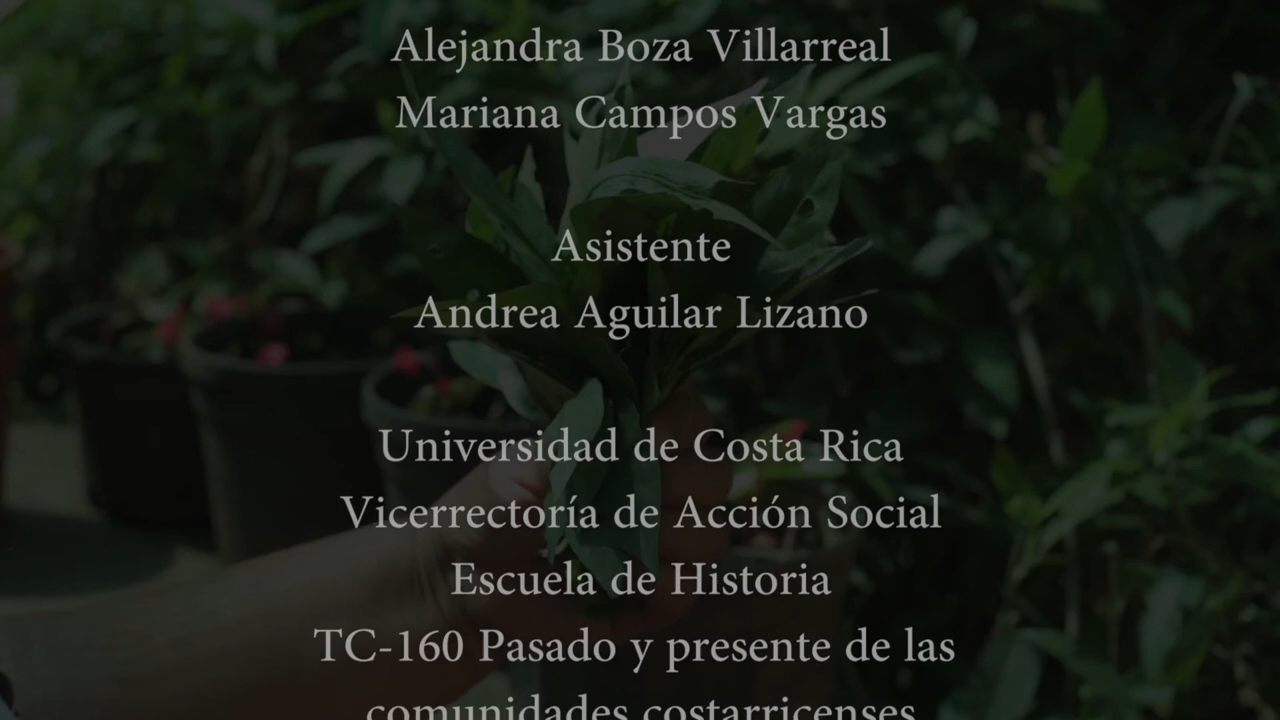 Alejandra Boza Villarreal
Mariana Campos Vargas
Asistente
Andrea Aguilar Lizano
Universidad de Costa Rica
Vicerrectoría de Acción Social
Escuela de Historia
TC-160 Pasado y presente de las
comunidades costarricenses